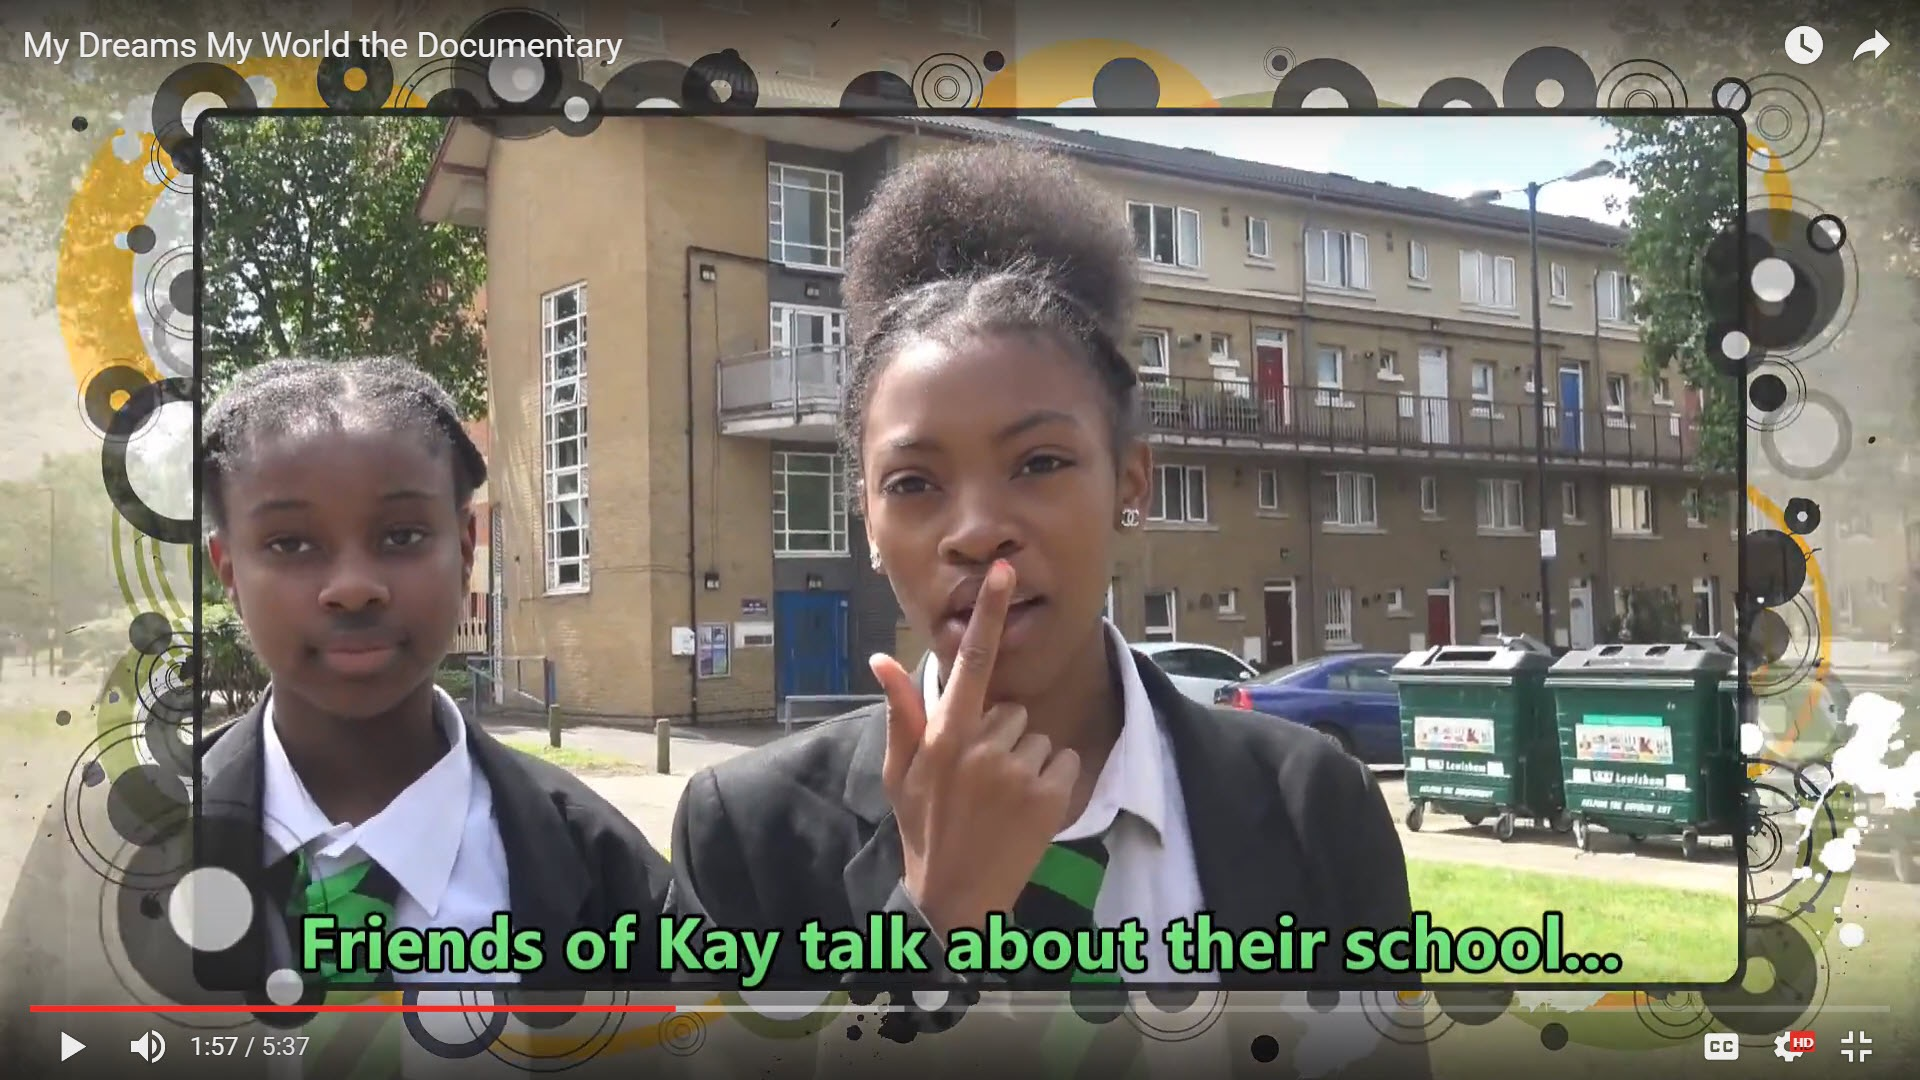 My Dreams My World the Documentary
Lewisham
Lewisham
Friends of Kay talk about their school...
1:57 / 5:37
CC
HD